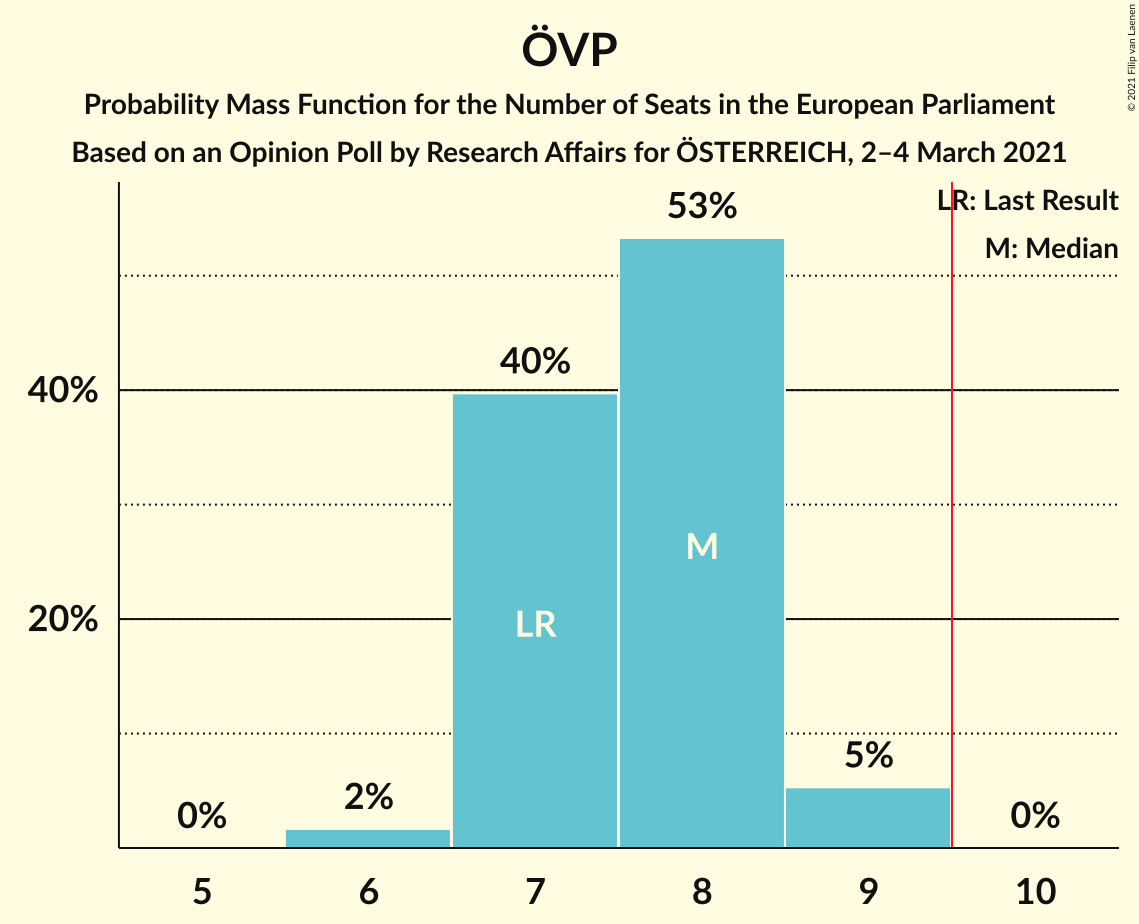 ÖVP
Probability Mass Function for the Number of Seats in the European Parliament
Based on an Opinion Poll by Research Affairs for ÖSTERREICH, 2–4 March 2021
© 2021 Filip van Laenen
LR: Last Result
M: Median
53%
40%
40%
M
20%
LR
5%
2%
0%
0%
5 6 7 8 9 10